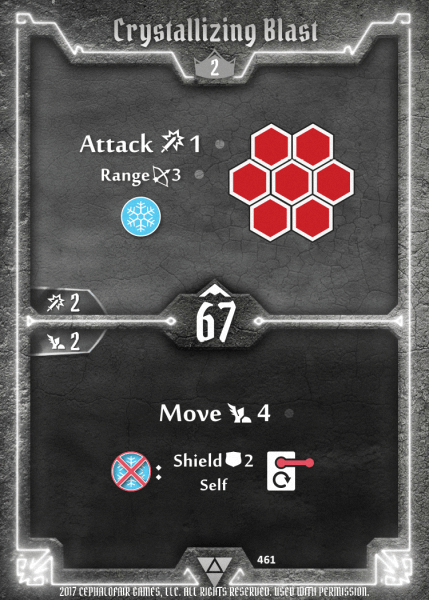 Crystallizing Blast
2
Attack 1
Range 3
2
67
2
Move 4
: Shield 2
Self
461
2017 CEPHALOFAIR GAMES, LLC. ALL RIGHTS RESERVED. USED WITH PERMISSION.